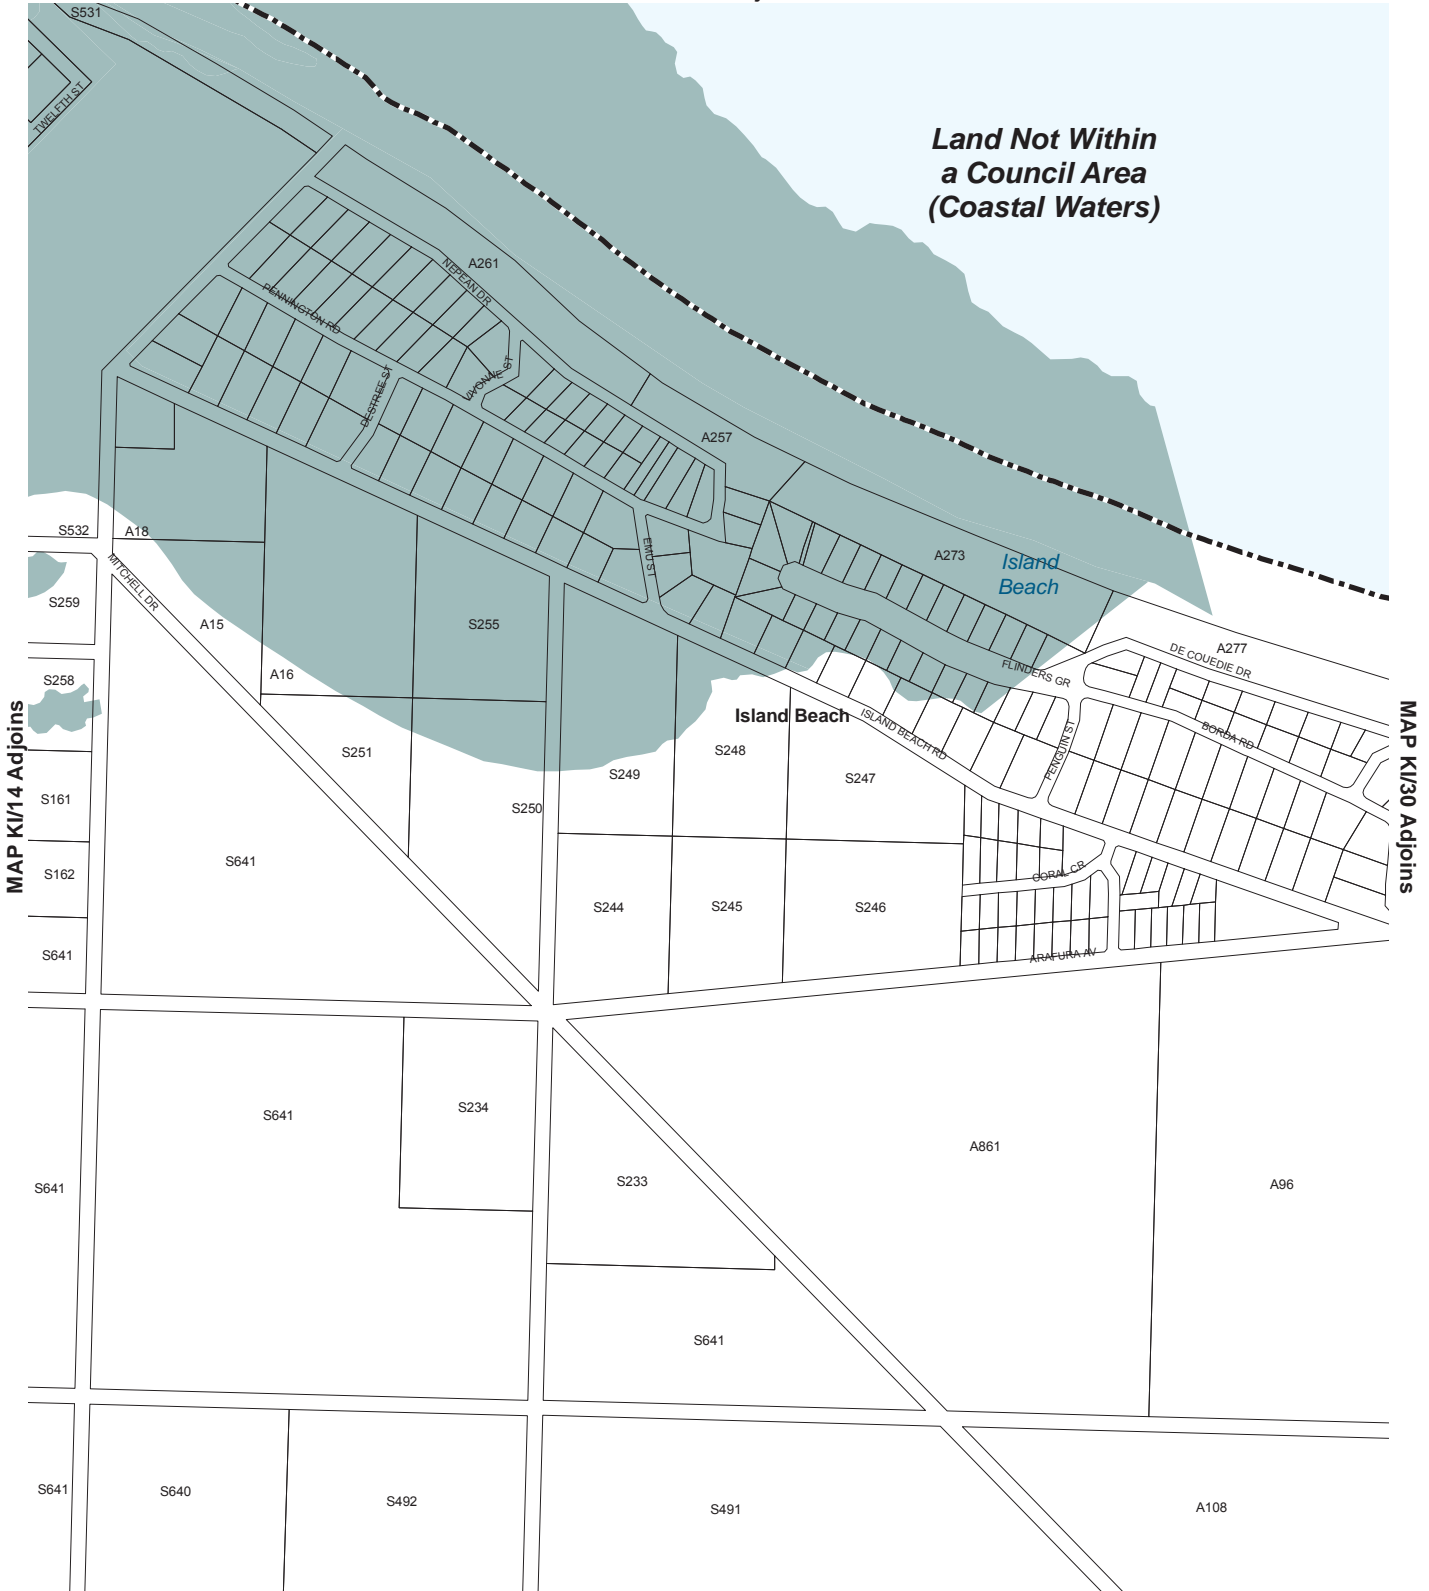 S531
TWELFTH ST
Land Not Within
a Council Area
(Coastal Waters)
A261
NEPEAN DR
PENNINGTON RD
DESTREE ST
VIVONNE ST
A257
S532
A18
MITCHELL DR
EMU ST
A273
Island
Beach
S259
A15
S255
A277
DE COUEDIE DR
FLINDERS GR
S258
A16
Island Beach
ISLAND BEACH RD
PENGUIN ST
BORDA RD
MAP KI/14 Adjoins
MAP KI/30 Adjoins
S251
S248
S249
S247
S161
S250
S641
S162
CORAL CR
S244
S245
S246
S641
ARAFURA AV
S641
S234
A861
S641
S233
A96
S641
S641
S640
S492
S491
A108